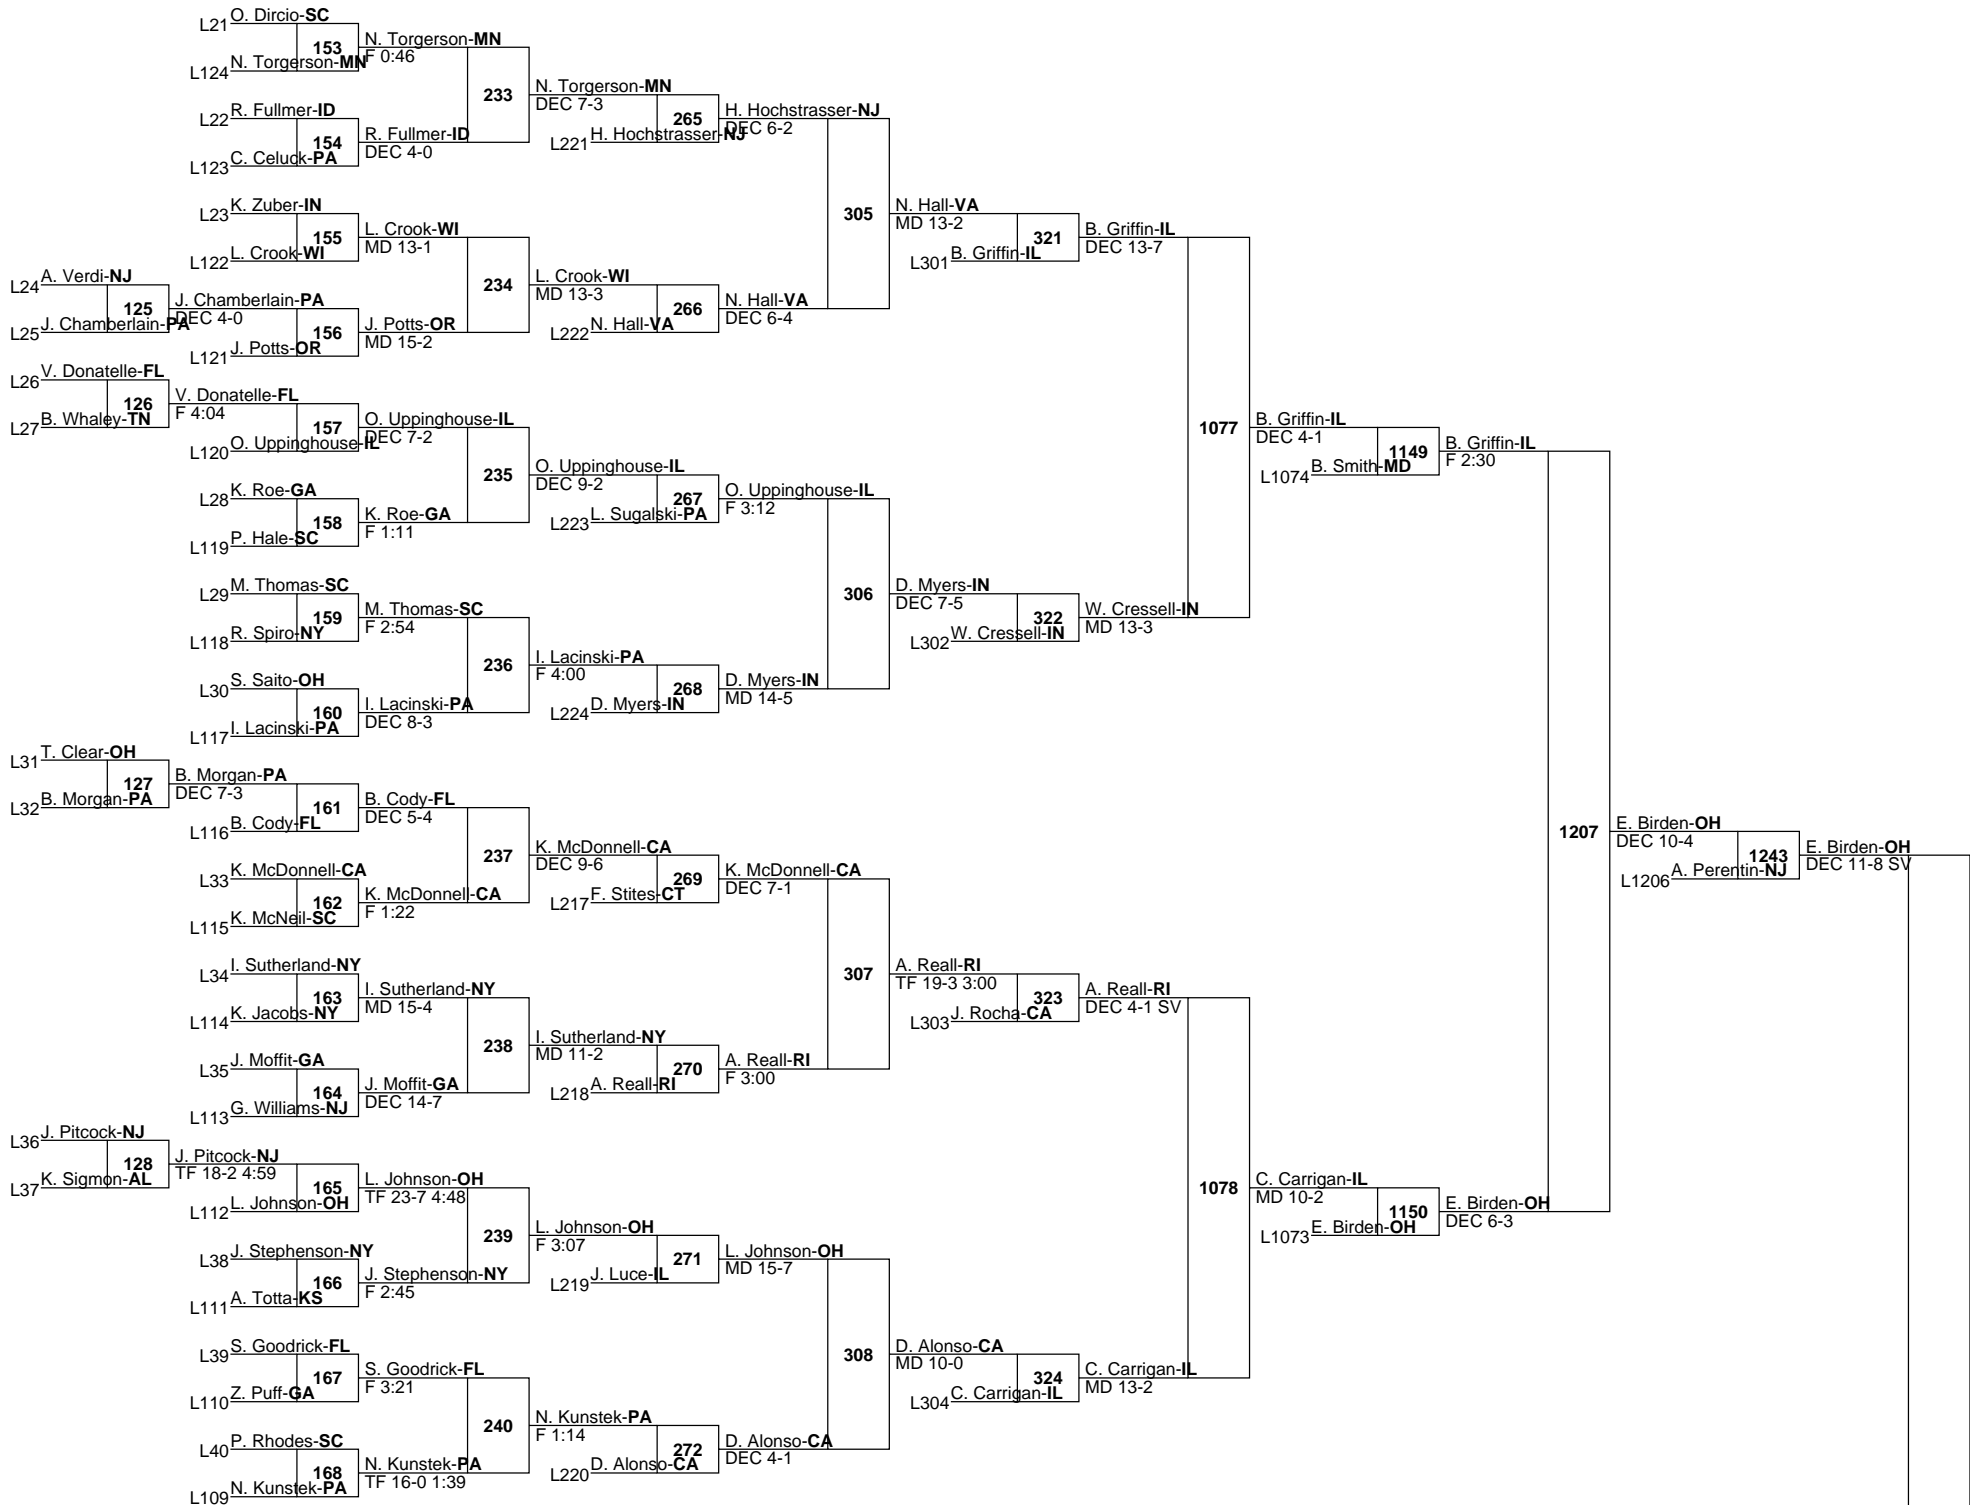 L21 O. Dircio-SC
153
N. Torgerson-MN
F 0:46
L124 N. Torgerson-MN
233
N. Torgerson-MN
DEC 7-3
L22 R. Fullmer-ID
154
R. Fullmer-ID
DEC 4-0
L123 C. Celuck-PA
265
H. Hochstrasser-NJ
DEC 6-2
L221 H. Hochstrasser-NJ
L23 K. Zuber-IN
155
L. Crook-WI
MD 13-1
L122 L. Crook-WI
305
N. Hall-VA
MD 13-2
321
B. Griffin-IL
DEC 13-7
L301 B. Griffin-IL
L24 A. Verdi-NJ
125
J. Chamberlain-PA
DEC 4-0
L25 J. Chamberlain-PA
234
L. Crook-WI
MD 13-3
266
N. Hall-VA
DEC 6-4
L222 N. Hall-VA
156
J. Potts-OR
MD 15-2
L121 J. Potts-OR
L26 V. Donatelle-FL
126
V. Donatelle-FL
F 4:04
L27 B. Whaley-TN
157
O. Uppinghouse-IL
DEC 7-2
L120 O. Uppinghouse-IL
1077
B. Griffin-IL
DEC 4-1
1149
B. Griffin-IL
F 2:30
L1074 B. Smith-MD
235
O. Uppinghouse-IL
DEC 9-2
267
O. Uppinghouse-IL
F 3:12
L223 L. Sugalski-PA
L28 K. Roe-GA
158
K. Roe-GA
F 1:11
L119 P. Hale-SC
L29 M. Thomas-SC
159
M. Thomas-SC
F 2:54
L118 R. Spiro-NY
306
D. Myers-IN
DEC 7-5
322
W. Cressell-IN
MD 13-3
L302 W. Cressell-IN
236
I. Lacinski-PA
F 4:00
268
D. Myers-IN
MD 14-5
L224 D. Myers-IN
L30 S. Saito-OH
160
I. Lacinski-PA
DEC 8-3
L117 I. Lacinski-PA
L31 T. Clear-OH
127
B. Morgan-PA
DEC 7-3
L32 B. Morgan-PA
161
B. Cody-FL
DEC 5-4
L116 B. Cody-FL
1207
E. Birden-OH
DEC 10-4
1243
E. Birden-OH
DEC 11-8 SV
L1206 A. Perentin-NJ
237
K. McDonnell-CA
DEC 9-6
269
K. McDonnell-CA
DEC 7-1
L217 F. Stites-CT
L33 K. McDonnell-CA
162
K. McDonnell-CA
F 1:22
L115 K. McNeil-SC
L34 I. Sutherland-NY
163
I. Sutherland-NY
MD 15-4
L114 K. Jacobs-NY
307
A. Reall-RI
TF 19-3 3:00
323
A. Reall-RI
DEC 4-1 SV
L303 J. Rocha-CA
238
I. Sutherland-NY
MD 11-2
270
A. Reall-RI
F 3:00
L218 A. Reall-RI
L35 J. Moffit-GA
164
J. Moffit-GA
DEC 14-7
L113 G. Williams-NJ
L36 J. Pitcock-NJ
128
J. Pitcock-NJ
TF 18-2 4:59
L37 K. Sigmon-AL
165
L. Johnson-OH
TF 23-7 4:48
L112 L. Johnson-OH
1078
C. Carrigan-IL
MD 10-2
1150
E. Birden-OH
DEC 6-3
L1073 E. Birden-OH
239
L. Johnson-OH
F 3:07
271
L. Johnson-OH
MD 15-7
L219 J. Luce-IL
L38 J. Stephenson-NY
166
J. Stephenson-NY
F 2:45
L111 A. Totta-KS
L39 S. Goodrick-FL
167
S. Goodrick-FL
F 3:21
L110 Z. Puff-GA
308
D. Alonso-CA
MD 10-0
324
C. Carrigan-IL
MD 13-2
L304 C. Carrigan-IL
240
N. Kunstek-PA
F 1:14
272
D. Alonso-CA
DEC 4-1
L220 D. Alonso-CA
L40 P. Rhodes-SC
168
N. Kunstek-PA
TF 16-0 1:39
L109 N. Kunstek-PA